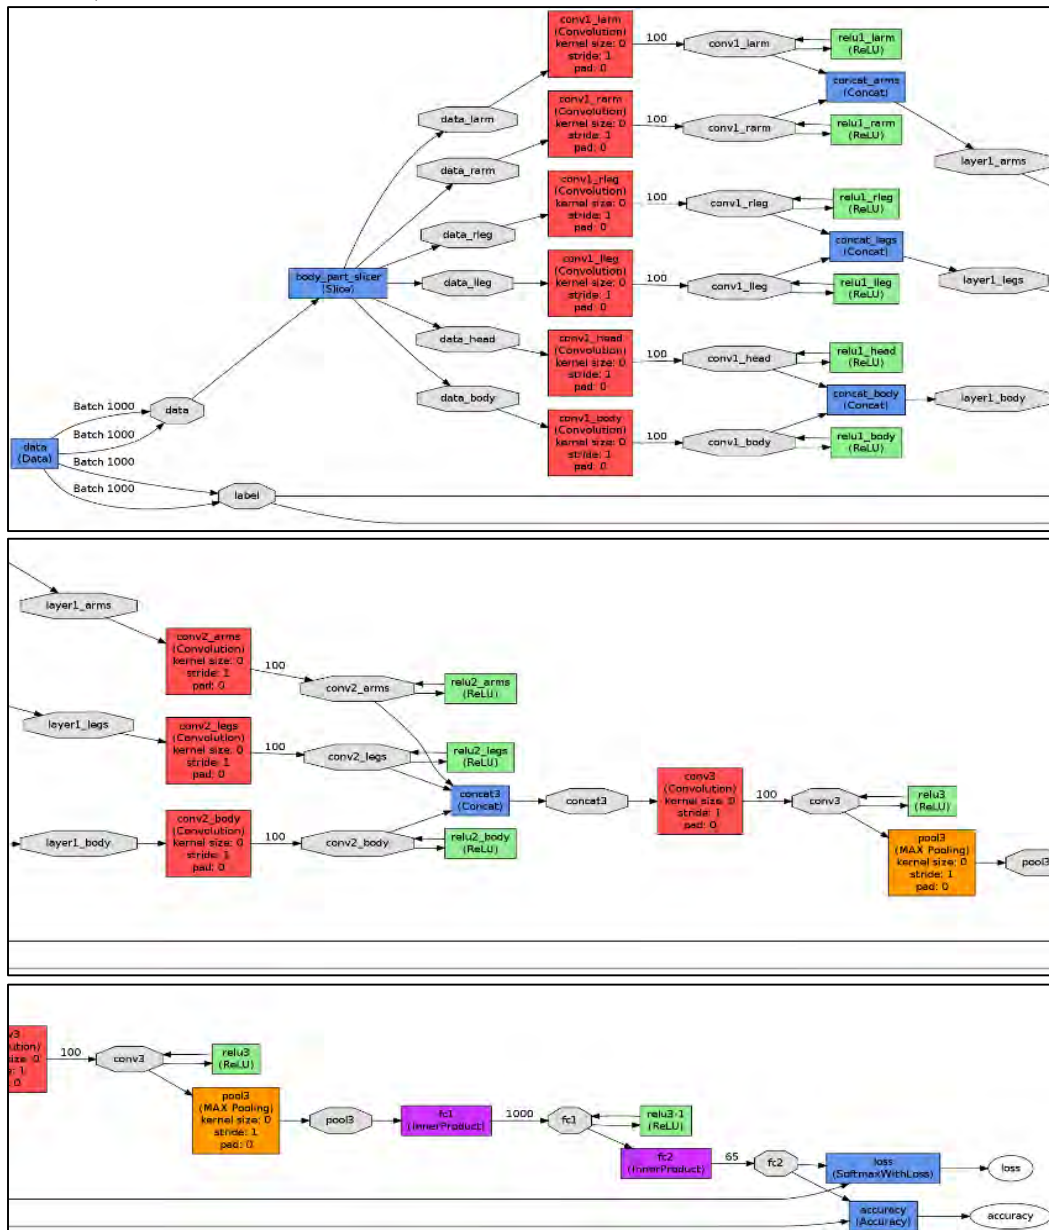 conv1_larm
(Convolution)
kernel size: 0
stride: 1
pad: 0
100
conv1_larm
relu1_larm
(ReLU)
concat_arms
(Concat)
data_larm
conv1_rarm
(Convolution)
kernel size: 0
stride: 1
pad: 0
100
conv1_rarm
relu1_rarm
(ReLU)
layer1_arms
data_rarm
conv1_rleg
(Convolution)
kernel size: 0
stride: 1
pad: 0
100
conv1_rleg
relu1_rleg
(ReLU)
data_rleg
concat_legs
(Concat)
body_part_slicer
(Slice)
data_lleg
conv1_lleg
(Convolution)
kernel size: 0
stride: 1
pad: 0
100
conv1_lleg
relu1_lleg
(ReLU)
layer1_legs
data_head
conv1_head
(Convolution)
kernel size: 0
stride: 1
pad: 0
100
conv1_head
relu1_head
(ReLU)
concat_body
(Concat)
layer1_body
data_body
conv1_body
(Convolution)
kernel size: 0
stride: 1
pad: 0
100
conv1_body
relu1_body
(ReLU)
Batch 1000
data
Batch 1000
data
(Data)
Batch 1000
Batch 1000
label
layer1_arms
conv2_arms
(Convolution)
kernel size: 0
stride: 1
pad: 0
100
conv2_arms
relu2_arms
(ReLU)
layer1_legs
conv2_legs
(Convolution)
kernel size: 0
stride: 1
pad: 0
100
conv2_legs
relu2_legs
(ReLU)
concat3
(Concat)
concat3
conv3
(Convolution)
kernel size: 0
stride: 1
pad: 0
100
conv3
relu3
(ReLU)
layer1_body
conv2_body
(Convolution)
kernel size: 0
stride: 1
pad: 0
100
conv2_body
relu2_body
(ReLU)
pool3
(MAX Pooling)
kernel size: 0
stride: 1
pad: 0
pool3
v3
ution)
size: 0
e: 1
: 0
100
conv3
relu3
(ReLU)
pool3
(MAX Pooling)
kernel size: 0
stride: 1
pad: 0
pool3
fc1
(InnerProduct)
1000
fc1
relu3-1
(ReLU)
fc2
(InnerProduct)
65
fc2
loss
(SoftmaxWithLoss)
loss
accuracy
(Accuracy)
accuracy